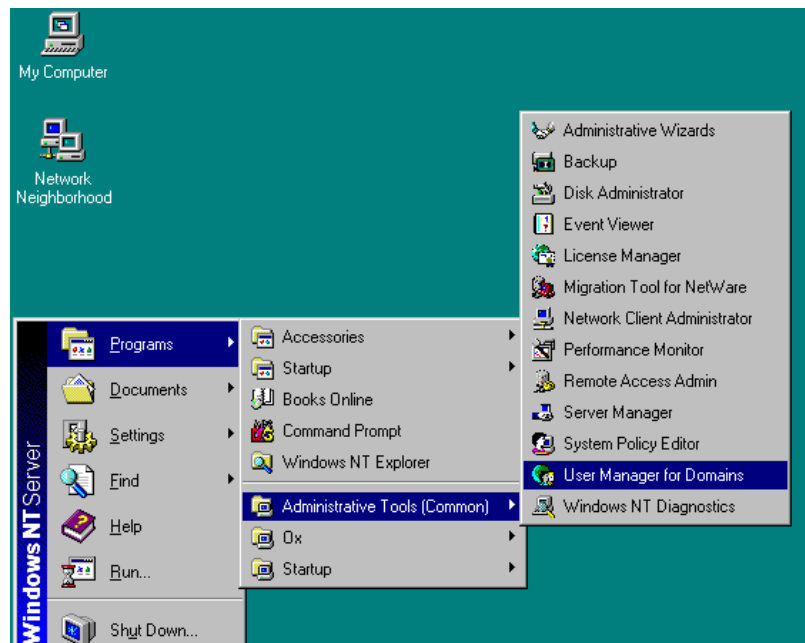 My Computer
Network
Neighborhood
Windows NT Server
Programs
Documents
Settings
Find
Help
Run...
Shut Down...
Accessories
Startup
Books Online
Command Prompt
Windows NT Explorer
Administrative Tools (Common)
Ox
Startup
Administrative Wizards
Backup
Disk Administrator
Event Viewer
License Manager
Migration Tool for NetWare
Network Client Administrator
Performance Monitor
Remote Access Admin
Server Manager
System Policy Editor
User Manager for Domains
Windows NT Diagnostics